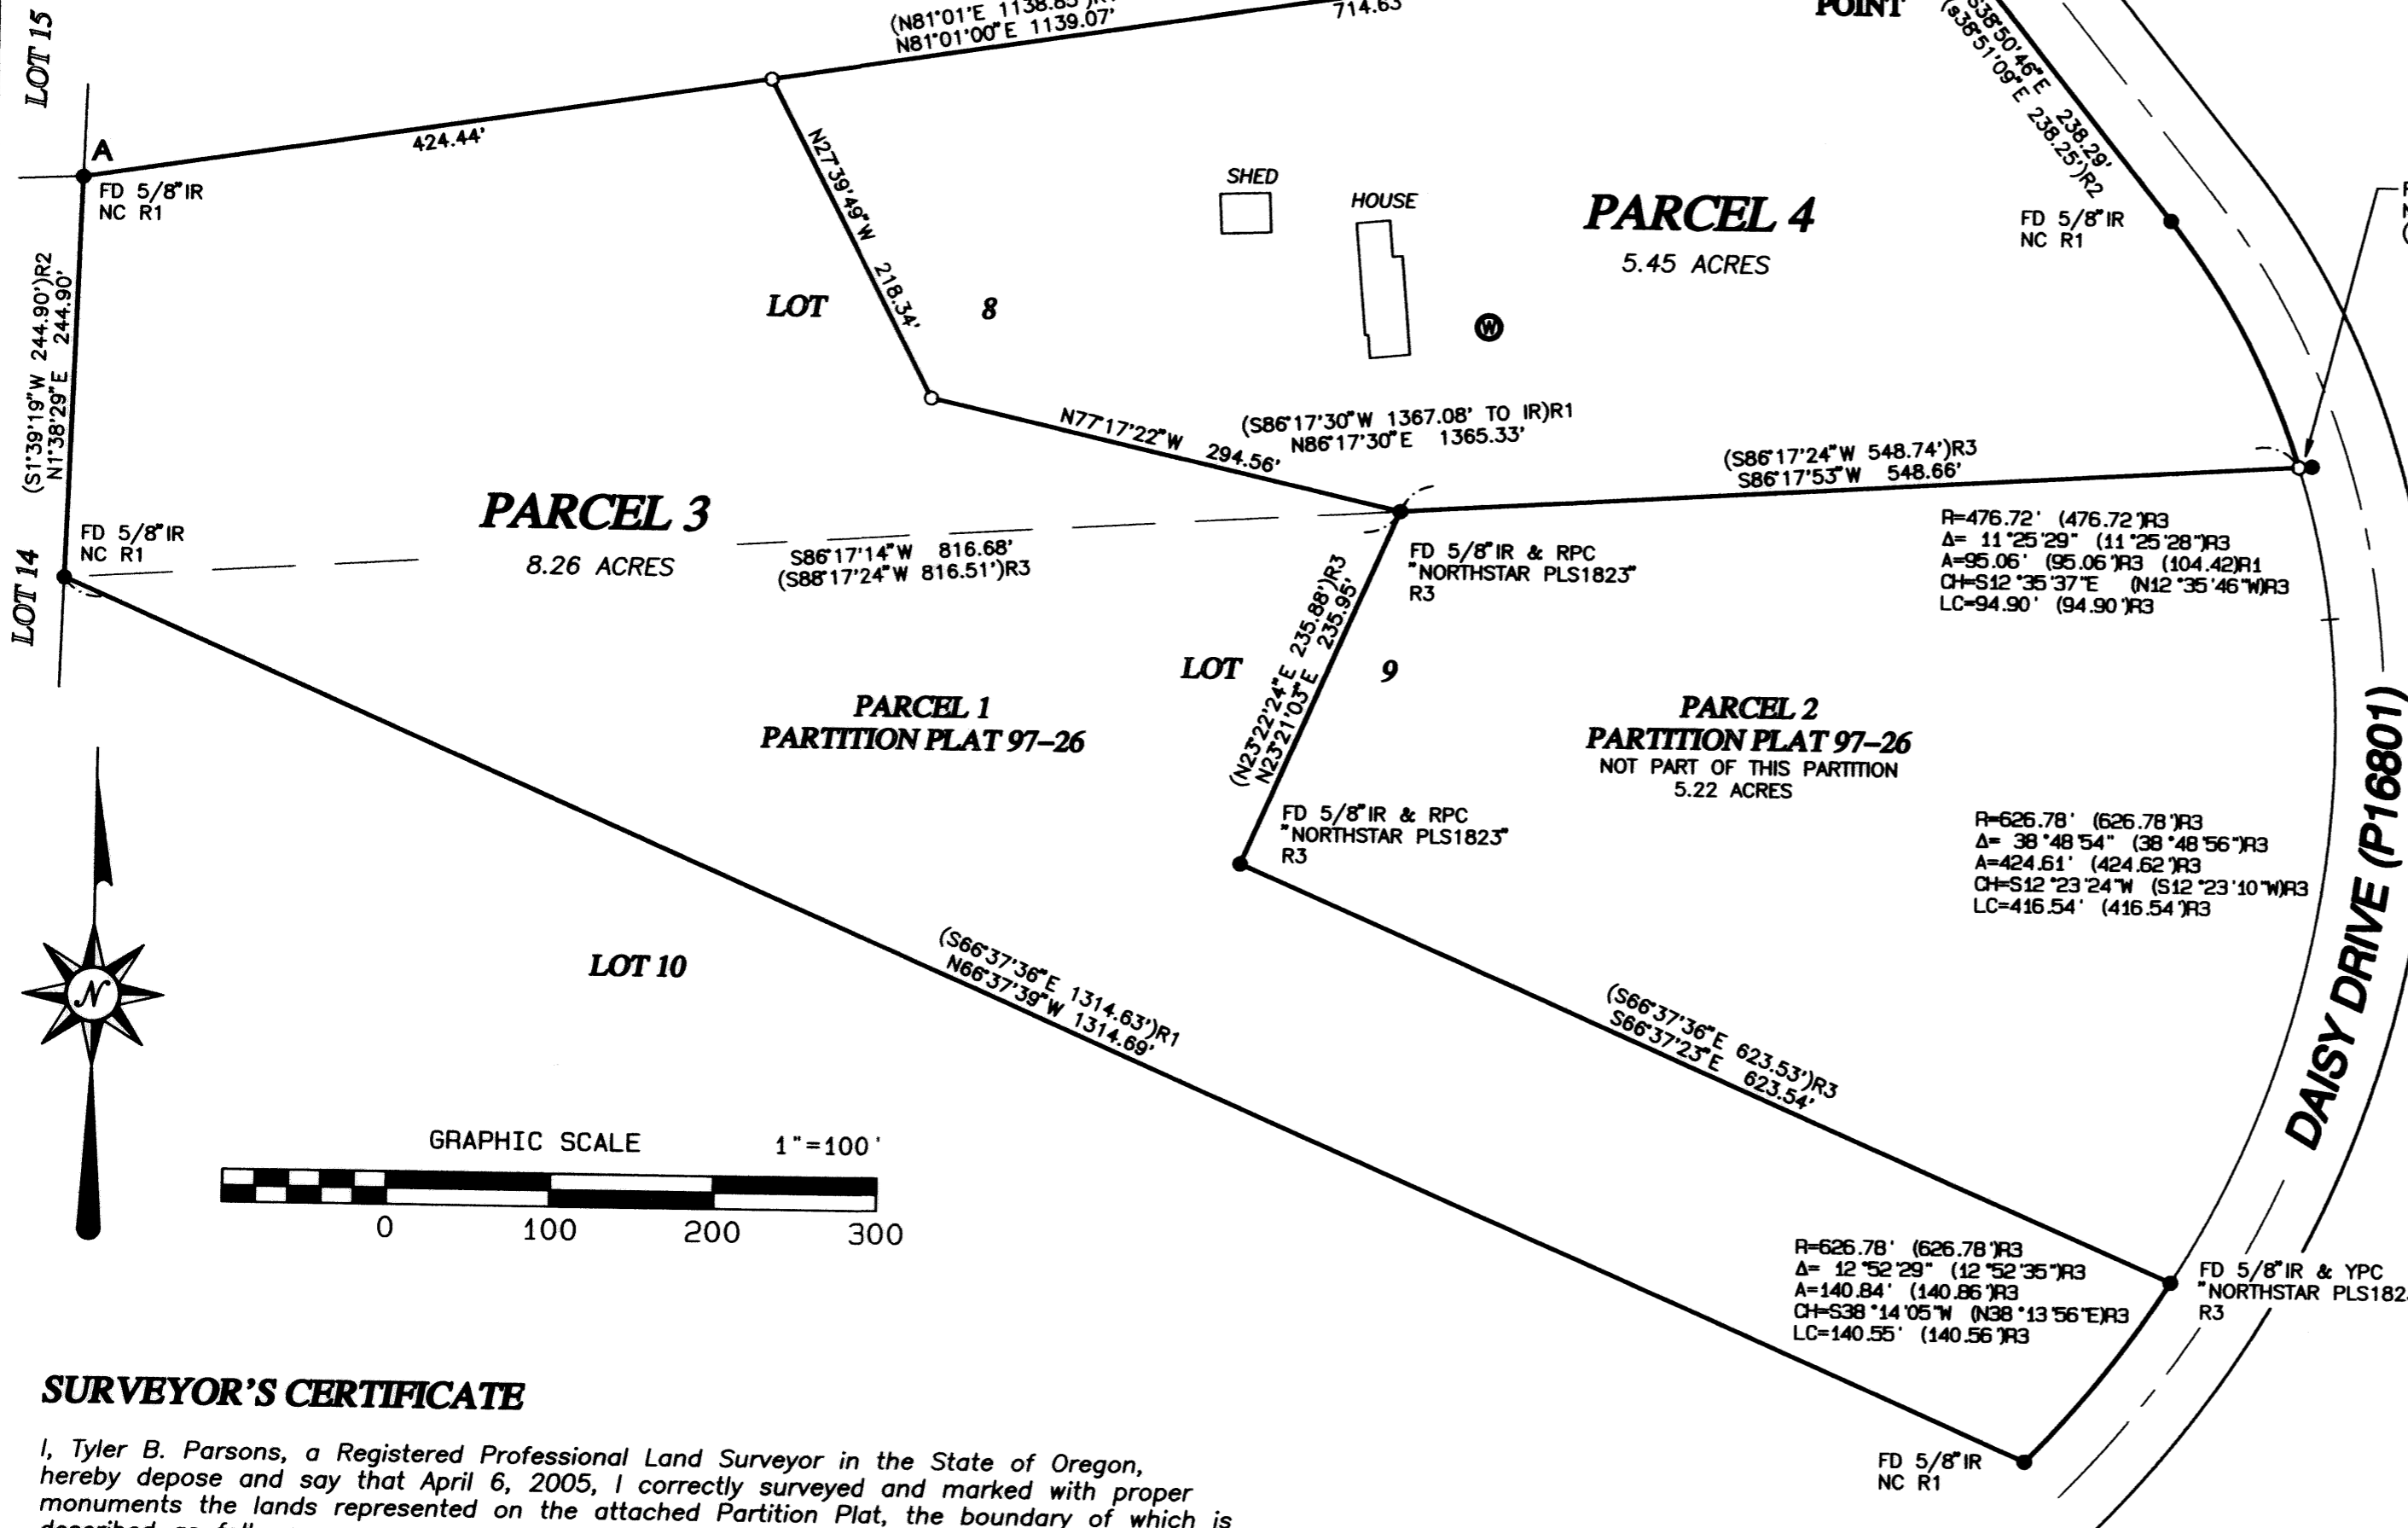 LOT 15
(N81°01'E 1138.83')R1
N81°01'00"E 1139.07'
714.63'
POINT
S38°50'46"E 238.29'
(S38°51'09"E 238.25')R2
A
424.44'
FD 5/8"IR
NC R1
N27°39'49"W 218.34'
SHED
HOUSE
PARCEL 4
5.45 ACRES
FD 5/8"IR
NC R1
LOT 8
W
(S1°39'19"W 244.90')R2
N1°38'29"E 244.90'
N77°17'22"W 294.56'
(S86°17'30"W 1367.08' TO IR)R1
N86°17'30"E 1365.33'
(S86°17'24"W 548.74')R3
S86°17'53"W 548.66'
PARCEL 3
8.26 ACRES
FD 5/8"IR
NC R1
LOT 14
S86°17'14"W 816.68'
(S88°17'24"W 816.51')R3
FD 5/8"IR & RPC
"NORTHSTAR PLS1823"
R3
R=476.72' (476.72')R3
Δ= 11°25'29" (11°25'28")R3
A=95.06' (95.06')R3 (104.42)R1
CH=S12°35'37"E (N12°35'46"W)R3
LC=94.90' (94.90')R3
(N23°22'24"E 235.88')R3
N23°21'03"E 235.95'
LOT 9
PARCEL 1
PARTITION PLAT 97-26
PARCEL 2
PARTITION PLAT 97-26
NOT PART OF THIS PARTITION
5.22 ACRES
DAISY DRIVE (P16801)
FD 5/8"IR & RPC
"NORTHSTAR PLS1823"
R3
R=626.78' (626.78')R3
Δ= 38°48'54" (38°48'56")R3
A=424.61' (424.62')R3
CH=S12°23'24"W (S12°23'10"W)R3
LC=416.54' (416.54')R3
LOT 10
(S66°37'36"E 1314.63')R1
N66°37'39"W 1314.69'
(S66°37'36"E 623.53')R3
S66°37'23"E 623.54'
N
GRAPHIC SCALE 1"=100'
0 100 200 300
R=626.78' (626.78')R3
Δ= 12°52'29" (12°52'35")R3
A=140.84' (140.86')R3
CH=S38°14'05"W (N38°13'56"E)R3
LC=140.55' (140.56')R3
FD 5/8"IR & YPC
"NORTHSTAR PLS182
R3
FD 5/8"IR
NC R1
SURVEYOR'S CERTIFICATE
I, Tyler B. Parsons, a Registered Professional Land Surveyor in the State of Oregon,
hereby depose and say that April 6, 2005, I correctly surveyed and marked with proper
monuments the lands represented on the attached Partition Plat, the boundary of which is
described as